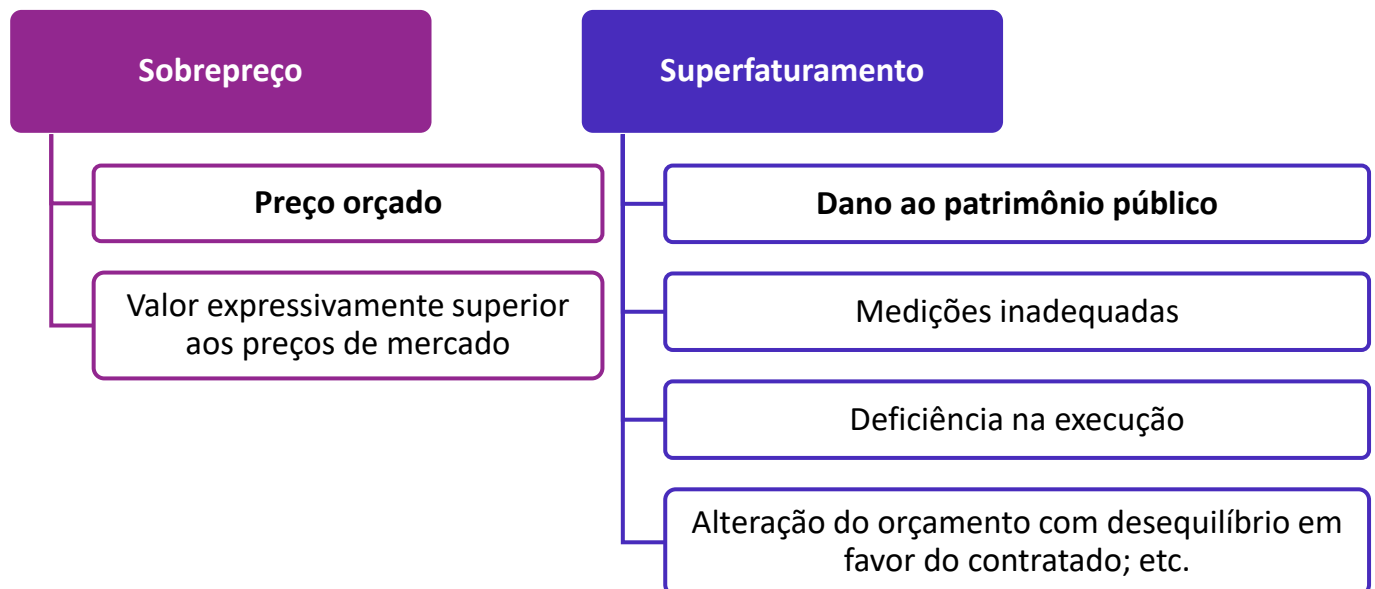 Sobrepreço
Preço orçado
Valor expressivamente superior
aos preços de mercado
Superfaturamento
Dano ao patrimônio público
Medições inadequadas
Deficiência na execução
Alteração do orçamento com desequilíbrio em
favor do contratado; etc.